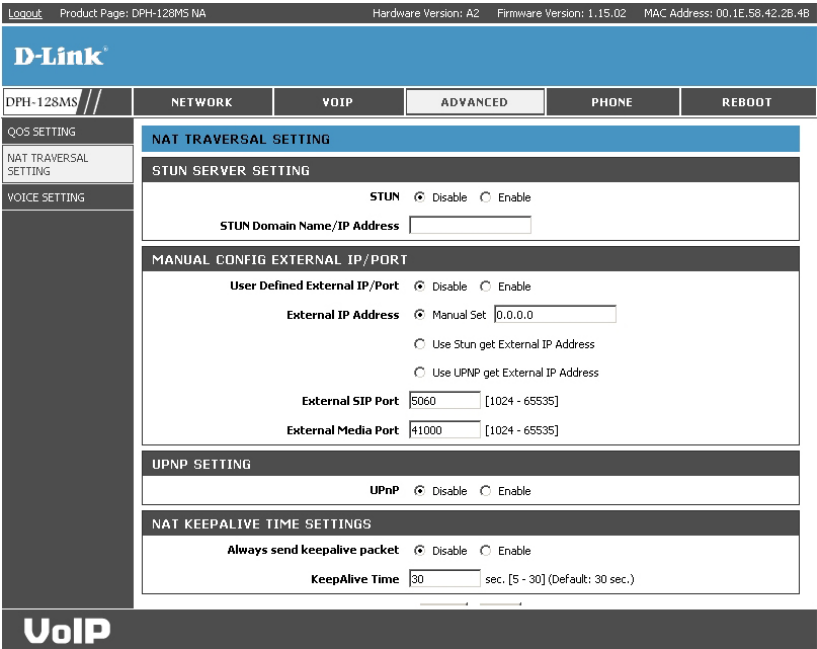 Logout Product Page: DPH-128MS NA Hardware Version: A2 Firmware Version: 1.15.02 MAC Address: 00.1E.58.42.2B.4B
D-Link®
DPH-128MS NETWORK VOIP ADVANCED PHONE REBOOT
QOS SETTING
NAT TRAVERSAL SETTING
VOICE SETTING
NAT TRAVERSAL SETTING
STUN SERVER SETTING
STUN Disable Enable
STUN Domain Name/IP Address
MANUAL CONFIG EXTERNAL IP/PORT
User Defined External IP/Port Disable Enable
External IP Address Manual Set 0.0.0.0
Use Stun get External IP Address
Use UPNP get External IP Address
External SIP Port 5060 [1024 - 65535]
External Media Port 41000 [1024 - 65535]
UPNP SETTING
UPnP Disable Enable
NAT KEEPALIVE TIME SETTINGS
Always send keepalive packet Disable Enable
KeepAlive Time 30 sec. [5 - 30] (Default: 30 sec.)
VoIP